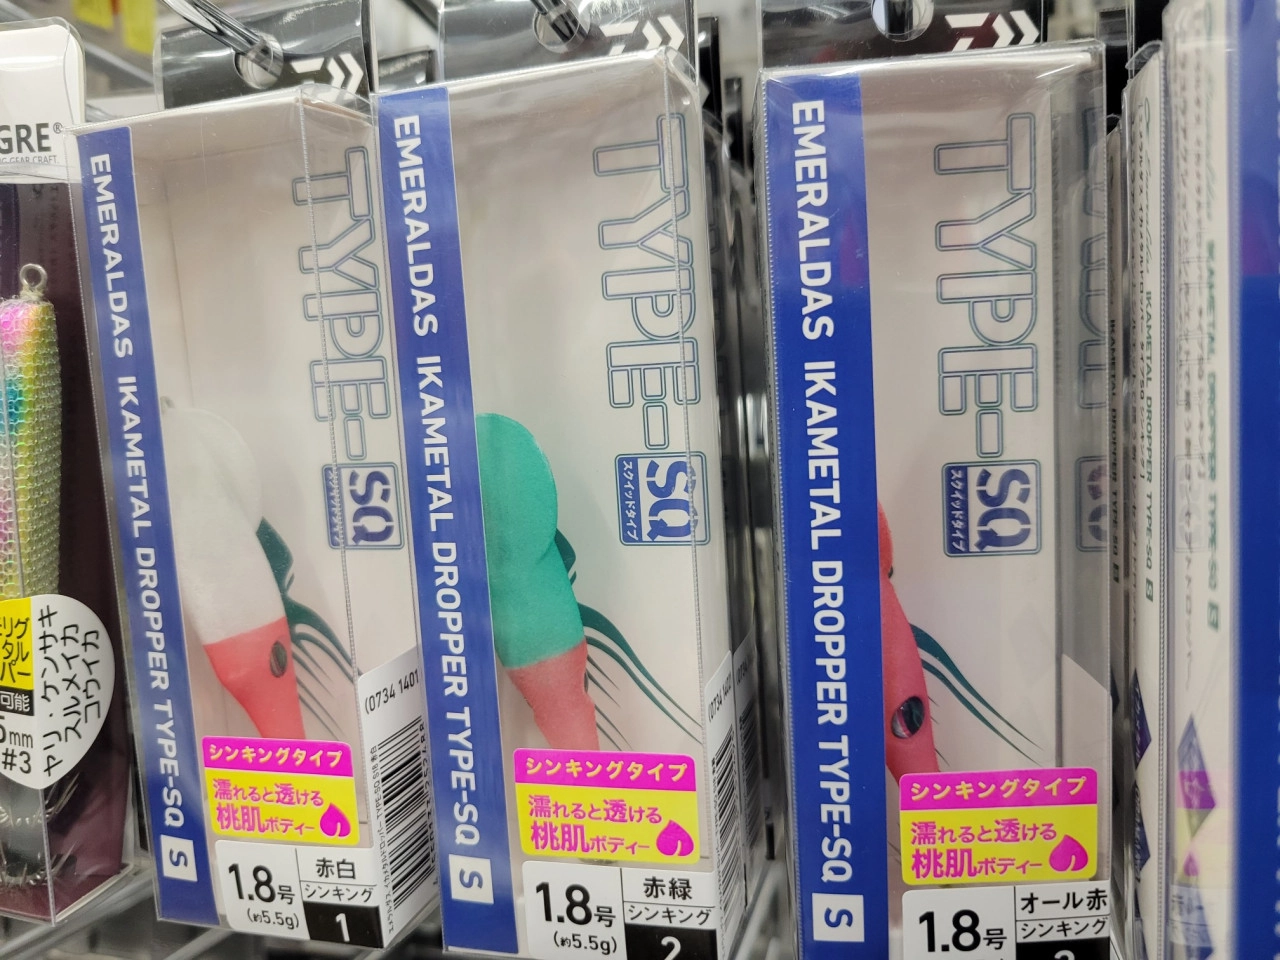 GRE®
ヤリ・ケンサキ
スルメイカ
コウイカ
可能
#3
EMERALDAS IKAMETAL DROPPER TYPE-SQ S
TYPE-SQ
スクイッドタイプ
(0734 1401
シンキングタイプ
濡れると透ける
桃肌ボディー
1.8号
(約5.5g)
赤白
シンキング
1
EMERALDAS IKAMETAL DROPPER TYPE-SQ S
TYPE-SQ
スクイッドタイプ
シンキングタイプ
濡れると透ける
桃肌ボディー
1.8号
(約5.5g)
赤緑
シンキング
2
EMERALDAS IKAMETAL DROPPER TYPE-SQ S
TYPE-SQ
スクイッドタイプ
シンキングタイプ
濡れると透ける
桃肌ボディー
1.8号
オール赤
シンキング